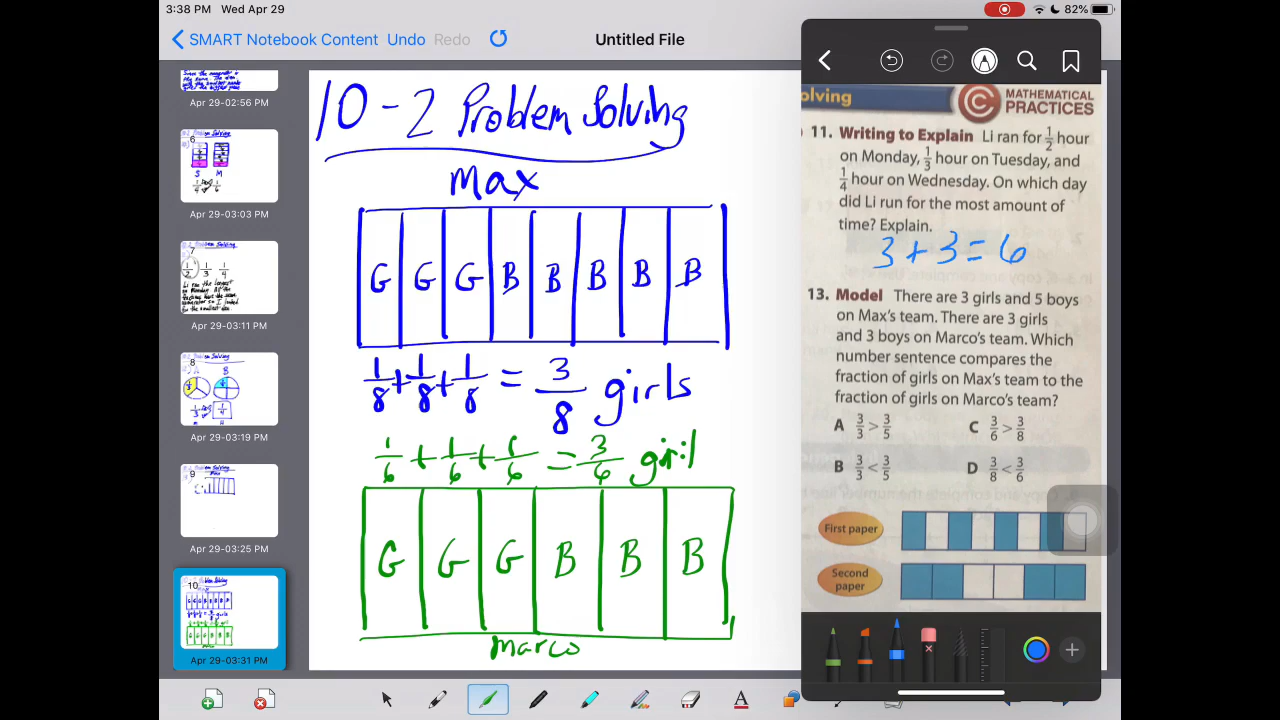 3:38 PM Wed Apr 29
82%
SMART Notebook Content Undo Redo
Untitled File
Apr 29-02:56 PM
Apr 29-03:03 PM
Apr 29-03:11 PM
Apr 29-03:19 PM
Apr 29-03:25 PM
Apr 29-03:31 PM
10-2 Problem Solving
max
G G G B B B B B
1/8 + 1/8 + 1/8 = 3/8 girls
1/6 + 1/6 + 1/6 = 3/6 girl
G G G B B B
marco
olving
MATHEMATICAL
PRACTICES
11. Writing to Explain Li ran for 1/2 hour
on Monday, 1/3 hour on Tuesday, and
1/4 hour on Wednesday. On which day
did Li run for the most amount of
time? Explain.
3 + 3 = 6
13. Model There are 3 girls and 5 boys
on Max's team. There are 3 girls
and 3 boys on Marco's team. Which
number sentence compares the
fraction of girls on Max's team to the
fraction of girls on Marco's team?
A 3/3 > 3/5 C 3/6 > 3/8
B 3/3 < 3/5 D 3/8 < 3/6
First paper
Second
paper